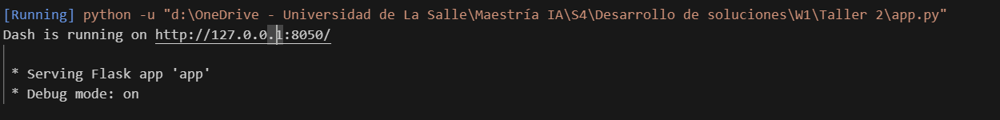 [Running] python -u "d:\OneDrive - Universidad de La Salle\Maestría IA\S4\Desarrollo de soluciones\W1\Taller 2\app.py"
Dash is running on http://127.0.0.1:8050/
* Serving Flask app 'app'
* Debug mode: on